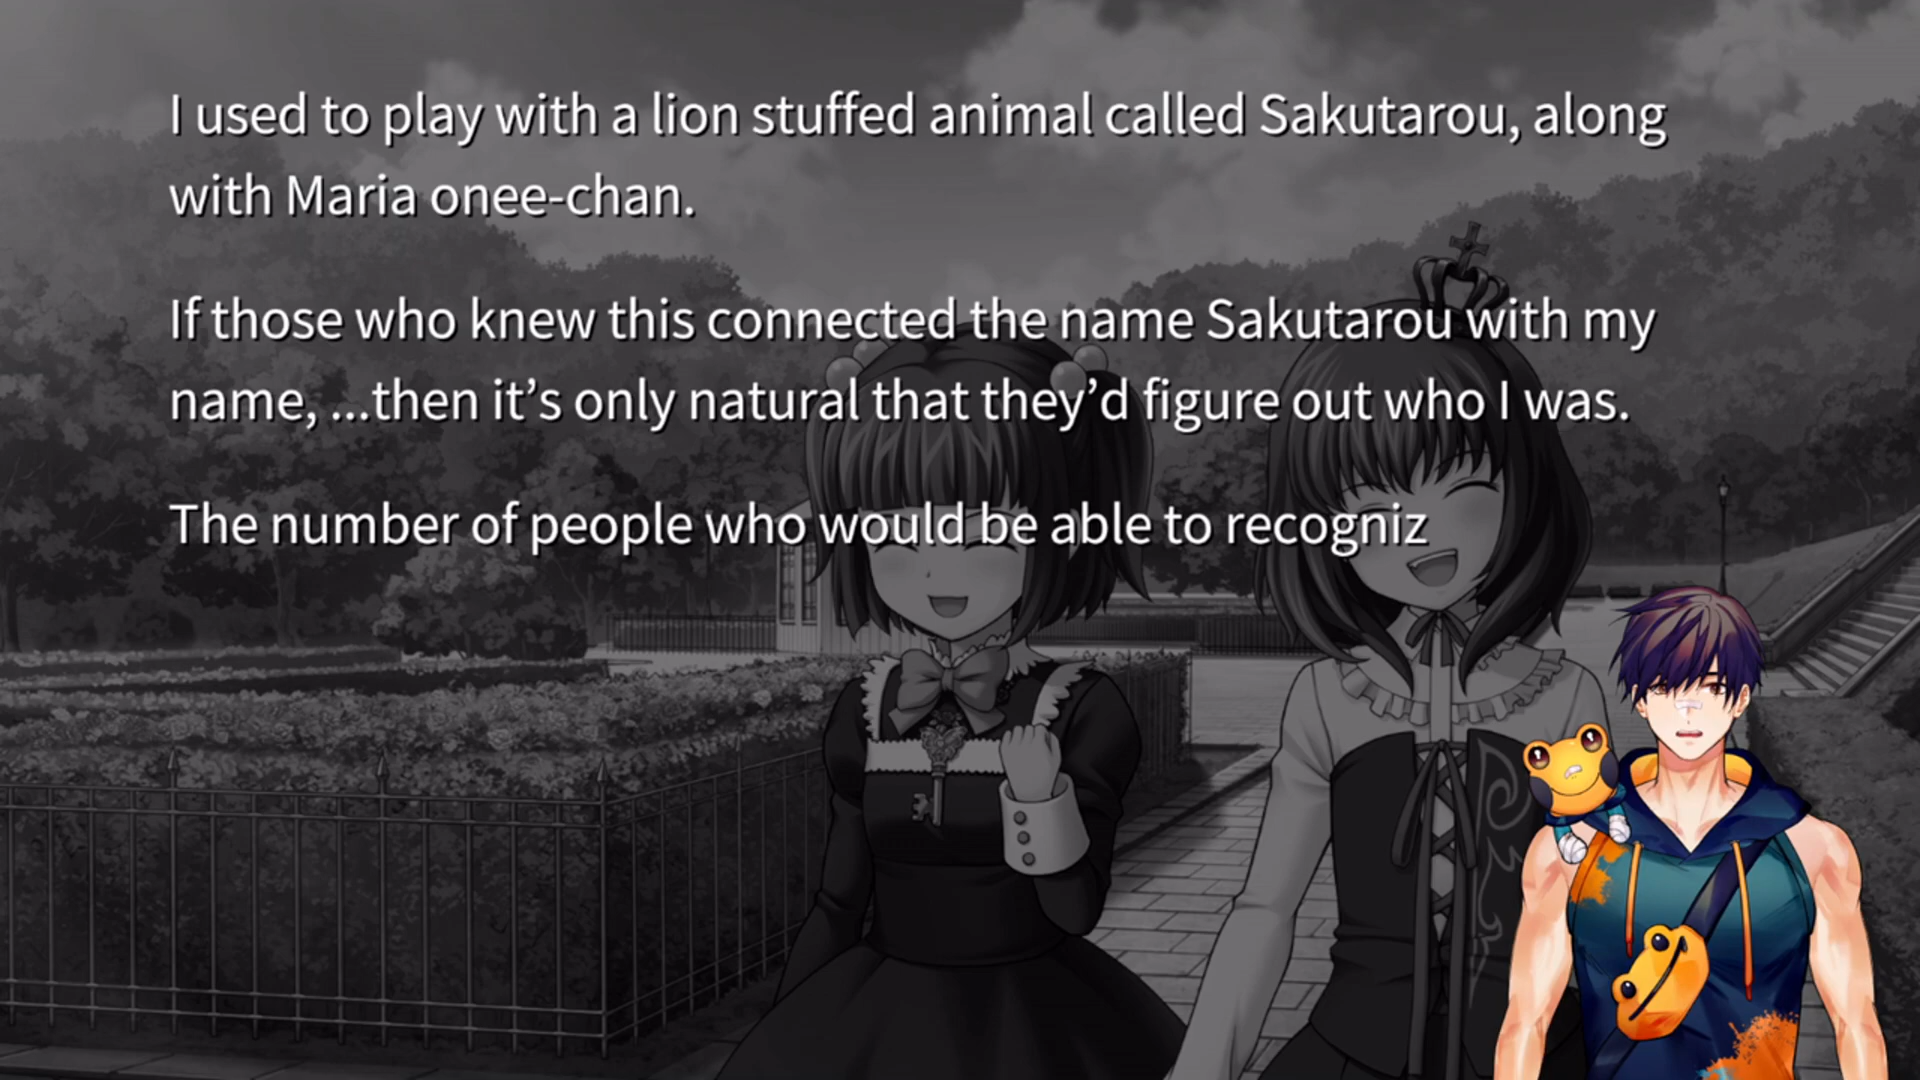 I used to play with a lion stuffed animal called Sakutarou, along
with Maria onee-chan.
If those who knew this connected the name Sakutarou with my
name, ...then it’s only natural that they’d figure out who I was.
The number of people who would be able to recogniz